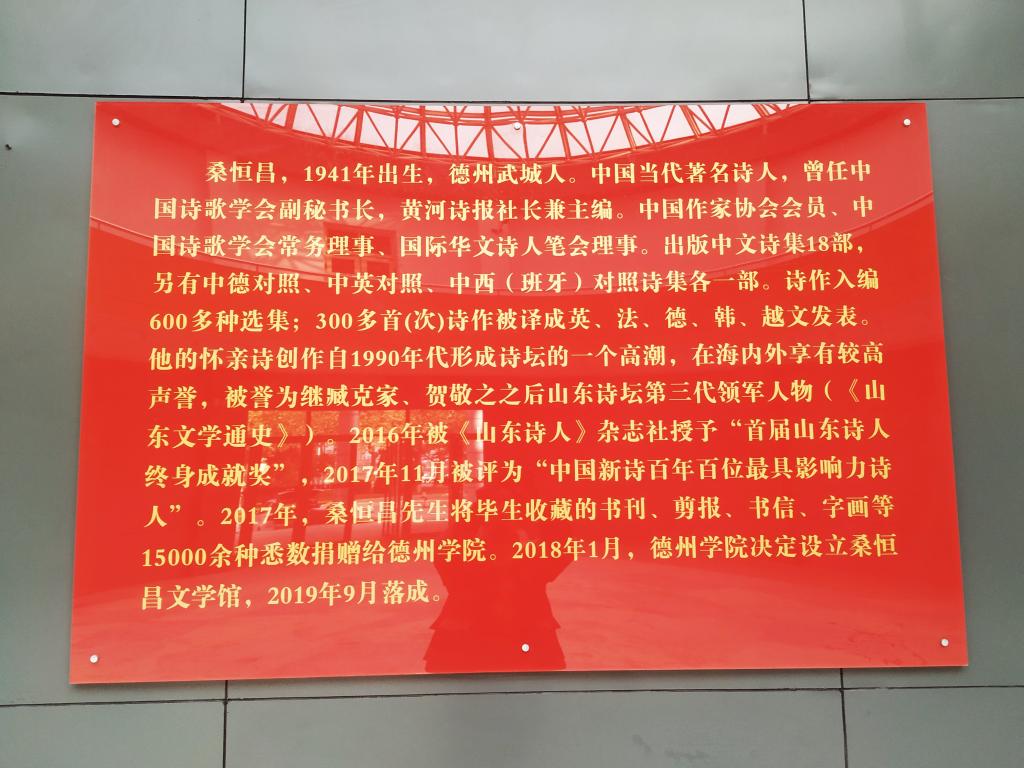 桑恒昌，1941年出生，德州武城人。中国当代著名诗人，曾任中
国诗歌学会副秘书长，黄河诗报社长兼主编。中国作家协会会员、中
国诗歌学会常务理事、国际华文诗人笔会理事。出版中文诗集18部，
另有中德对照、中英对照、中西（班牙）对照诗集各一部。诗作入编
600多种选集；300多首(次)诗作被译成英、法、德、韩、越文发表。
他的怀亲诗创作自1990年代形成诗坛的一个高潮，在海内外享有较高
声誉，被誉为继臧克家、贺敬之之后山东诗坛第三代领军人物（《山
东文学通史》）。2016年被《山东诗人》杂志社授予“首届山东诗人
终身成就奖”，2017年11月被评为“中国新诗百年百位最具影响力诗
人”。2017年，桑恒昌先生将毕生收藏的书刊、剪报、书信、字画等
15000余种悉数捐赠给德州学院。2018年1月，德州学院决定设立桑恒
昌文学馆，2019年9月落成。